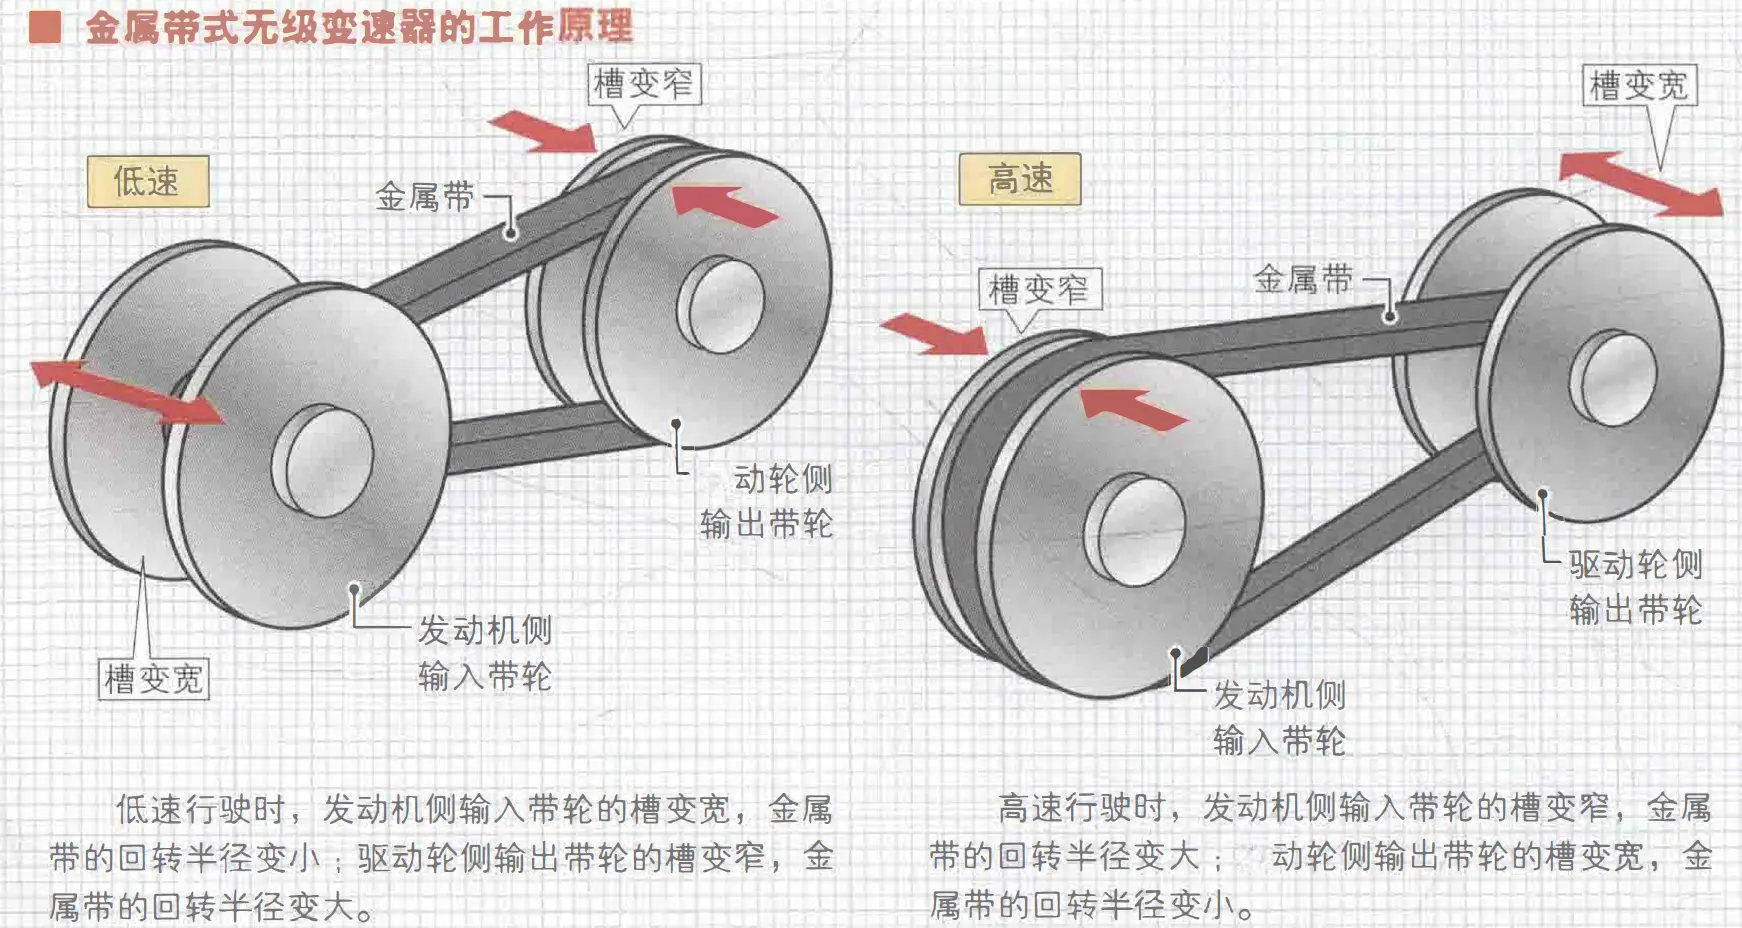 金属带式无级变速器的工作原理
低速
槽变窄
金属带
动轮侧
输出带轮
发动机侧
输入带轮
槽变宽
低速行驶时，发动机侧输入带轮的槽变宽，金属
带的回转半径变小；驱动轮侧输出带轮的槽变窄，金
属带的回转半径变大。
高速
槽变宽
金属带
槽变窄
驱动轮侧
输出带轮
发动机侧
输入带轮
高速行驶时，发动机侧输入带轮的槽变窄，金属
带的回转半径变大；动轮侧输出带轮的槽变宽，金
属带的回转半径变小。